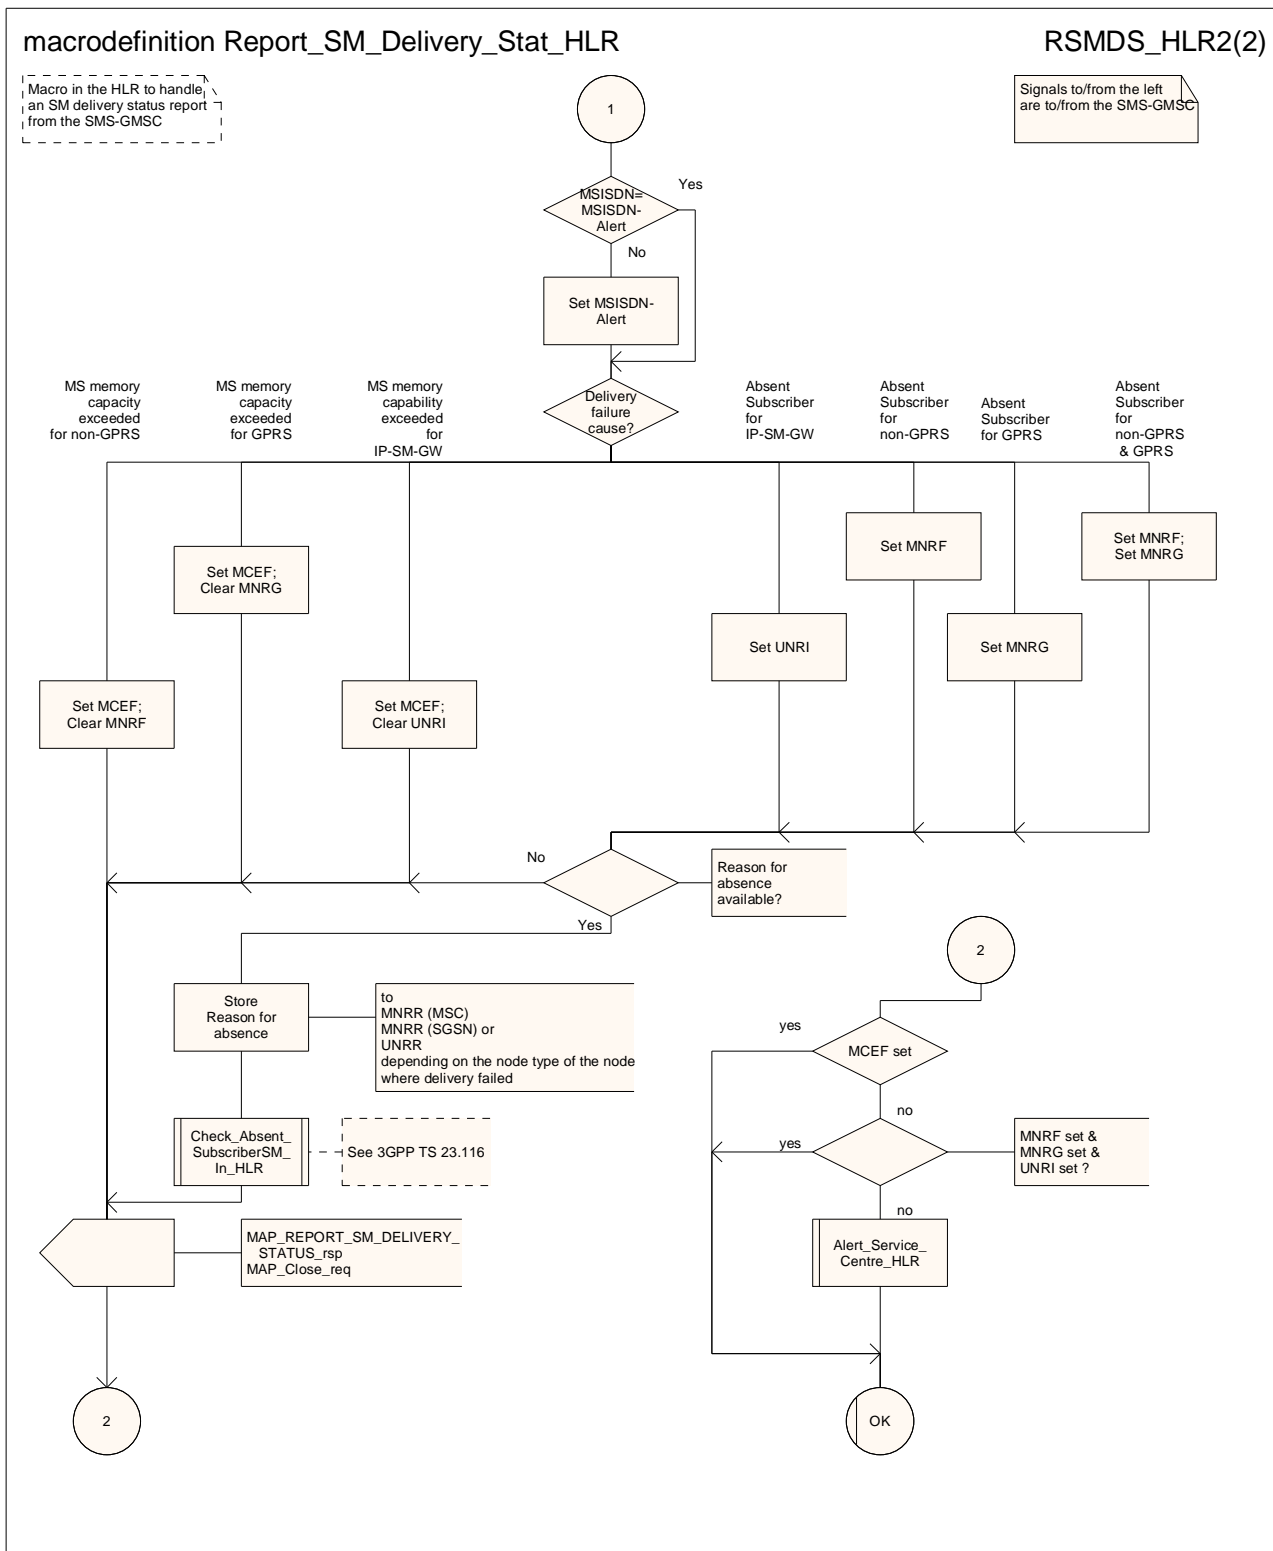 macrodefinition Report_SM_Delivery_Stat_HLR
RSMDS_HLR2(2)
Macro in the HLR to handle
an SM delivery status report
from the SMS-GMSC
1
Signals to/from the left
are to/from the SMS-GMSC
MSISDN=
MSISDN-
Alert
Yes
No
Set MSISDN-
Alert
Delivery
failure
cause?
MS memory
capacity
exceeded
for non-GPRS
MS memory
capacity
exceeded
for GPRS
MS memory
capability
exceeded
for
IP-SM-GW
Absent
Subscriber
for
IP-SM-GW
Absent
Subscriber
for
non-GPRS
Absent
Subscriber
for GPRS
Absent
Subscriber
for
non-GPRS
& GPRS
Set MNRF
Set MNRF;
Set MNRG
Set MCEF;
Clear MNRG
Set UNRI
Set MNRG
Set MCEF;
Clear MNRF
Set MCEF;
Clear UNRI
No
Reason for
absence
available?
Yes
Store
Reason for
absence
to
MNRR (MSC)
MNRR (SGSN) or
UNRR
depending on the node type of the node
where delivery failed
Check_Absent_
SubscriberSM_
In_HLR
See 3GPP TS 23.116
MAP_REPORT_SM_DELIVERY_
STATUS_rsp
MAP_Close_req
2
2
yes
MCEF set
no
yes
MNRF set &
MNRG set &
UNRI set ?
no
Alert_Service_
Centre_HLR
OK